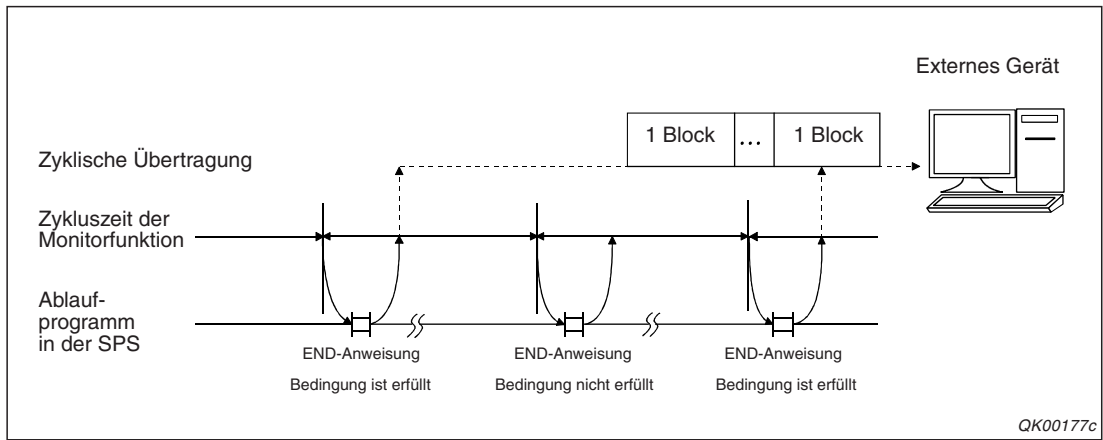 Externes Gerät
1 Block ... 1 Block
Zyklische Übertragung
Zykluszeit der
Monitorfunktion
Ablauf-
programm
in der SPS
END-Anweisung END-Anweisung END-Anweisung
Bedingung ist erfüllt Bedingung nicht erfüllt Bedingung ist erfüllt
QK00177c